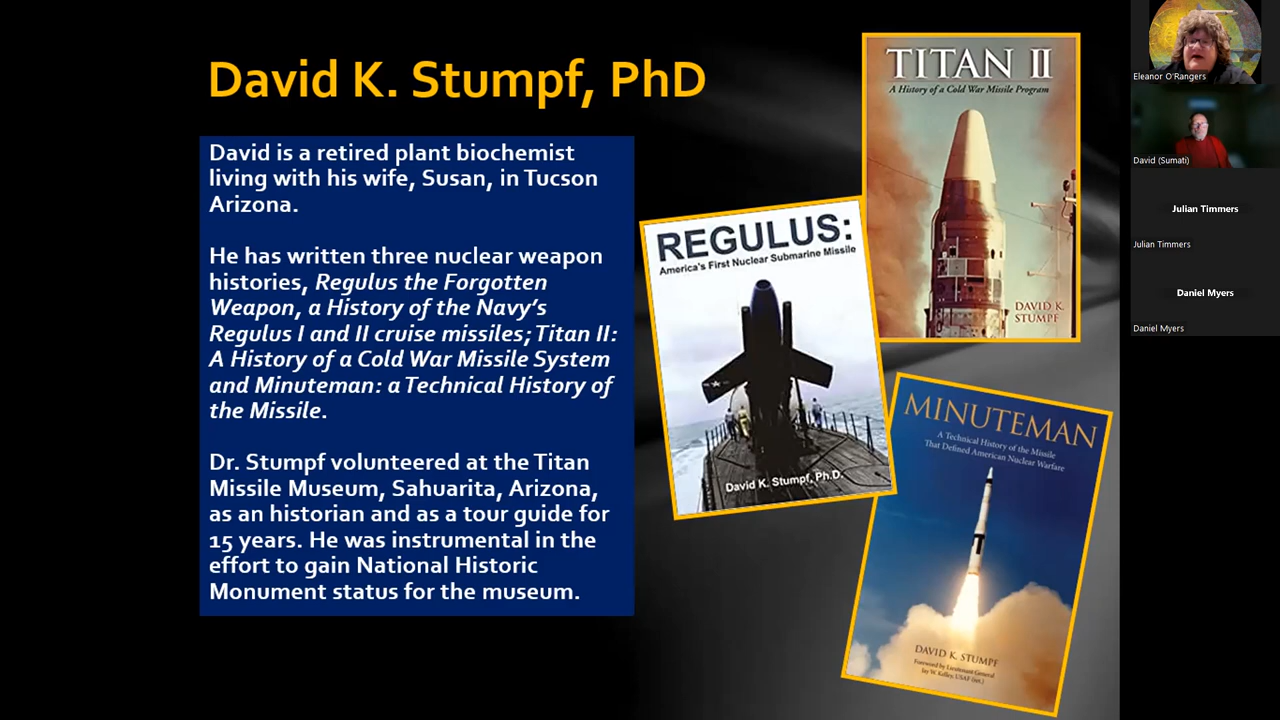 David K. Stumpf, PhD
David is a retired plant biochemist
living with his wife, Susan, in Tucson
Arizona.
He has written three nuclear weapon
histories, Regulus the Forgotten
Weapon, a History of the Navy's
Regulus I and II cruise missiles; Titan II:
A History of a Cold War Missile System
and Minuteman: a Technical History of
the Missile.
Dr. Stumpf volunteered at the Titan
Missile Museum, Sahuarita, Arizona,
as an historian and as a tour guide for
15 years. He was instrumental in the
effort to gain National Historic
Monument status for the museum.
TITAN II
A History of a Cold War Missile Program
DAVID K.
STUMPF
REGULUS:
America's First Nuclear Submarine Missile
David K. Stumpf, Ph.D.
MINUTEMAN
A Technical History of the Missile
That Defined American Nuclear Warfare
DAVID K. STUMPF
Foreword by Lieutenant General
Jay W. Kelley, USAF (ret.)
Eleanor O'Rangers
David (Sumati)
Julian Timmers
Julian Timmers
Daniel Myers
Daniel Myers